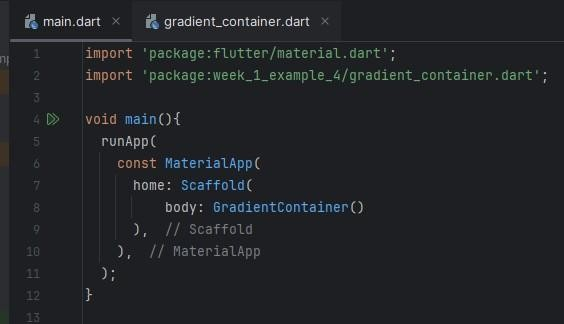 main.dart × gradient_container.dart ×
1 import 'package:flutter/material.dart';
2 import 'package:week_1_example_4/gradient_container.dart';
3
4 void main(){
5 runApp(
6 const MaterialApp(
7 home: Scaffold(
8 body: GradientContainer()
9 ), // Scaffold
10 ), // MaterialApp
11 );
12 }
13